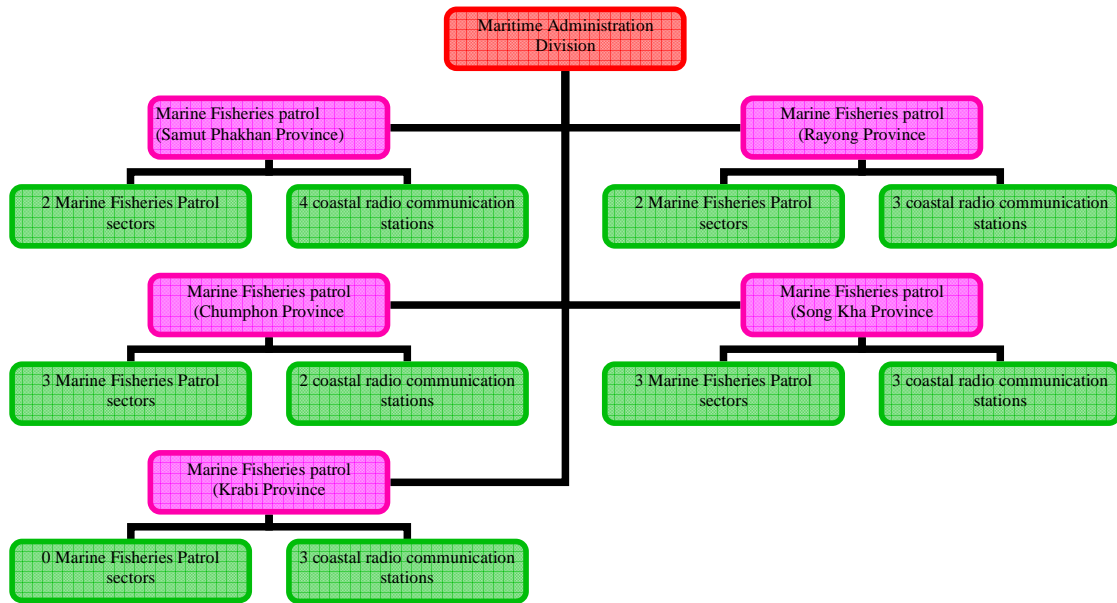 Maritime Administration
Division
Marine Fisheries patrol
(Samut Phakhan Province)
Marine Fisheries patrol
(Rayong Province
2 Marine Fisheries Patrol
sectors
4 coastal radio communication
stations
2 Marine Fisheries Patrol
sectors
3 coastal radio communication
stations
Marine Fisheries patrol
(Chumphon Province
Marine Fisheries patrol
(Song Kha Province
3 Marine Fisheries Patrol
sectors
2 coastal radio communication
stations
3 Marine Fisheries Patrol
sectors
3 coastal radio communication
stations
Marine Fisheries patrol
(Krabi Province
0 Marine Fisheries Patrol
sectors
3 coastal radio communication
stations